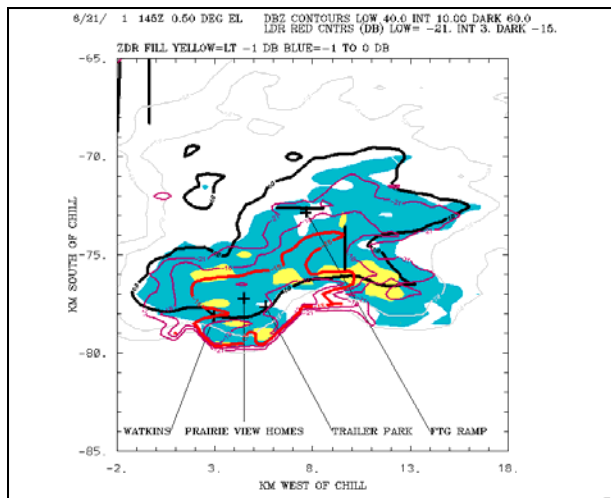 6/21/ 1 145Z 0.50 DEG EL DBZ CONTOURS LOW 40.0 INT 10.00 DARK 60.0
LDR RED CNTRS (DB) LOW= -21. INT 3. DARK -15.
ZDR FILL YELLOW=LT -1 DB BLUE=-1 TO 0 DB
-65.
-70.
-75.
-80.
-85.
KM SOUTH OF CHILL
WATKINS PRAIRIE VIEW HOMES TRAILER PARK FTG RAMP
-2. 3. 8. 13. 18.
KM WEST OF CHILL